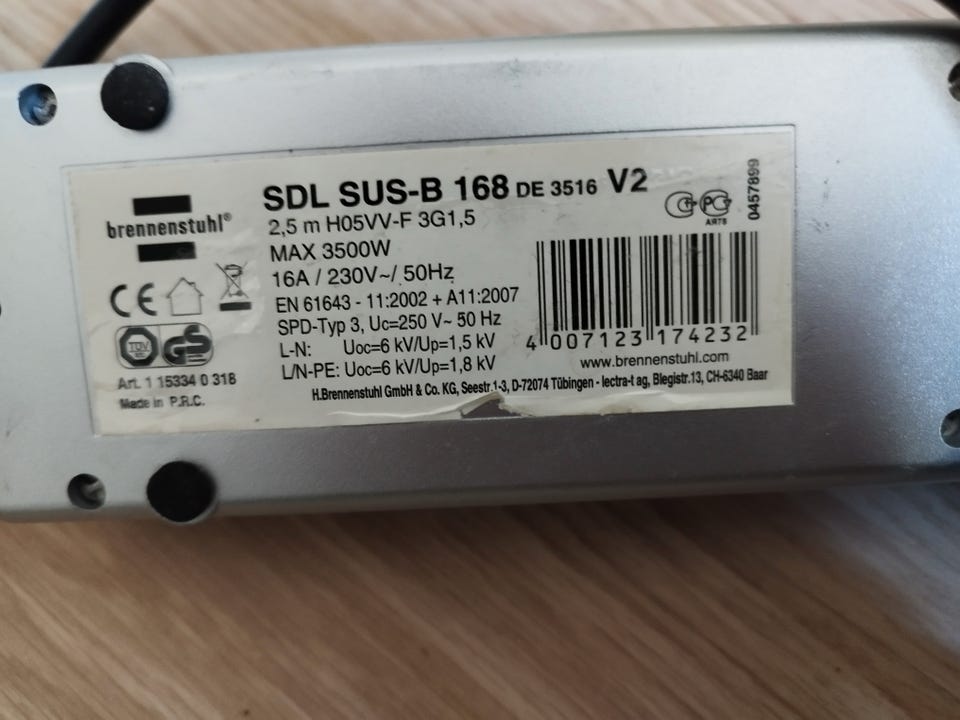 SDL SUS-B 168 DE 3516 V2
brennenstuhl®
2,5 m H05VV-F 3G1,5
MAX 3500W
16A / 230V~/ 50Hz
EN 61643 - 11:2002 + A11:2007
SPD-Typ 3, Uc=250 V~ 50 Hz
L-N: Uoc=6 kV/Up=1,5 kV
L/N-PE: Uoc=6 kV/Up=1,8 kV
H.Brennenstuhl GmbH & Co. KG, Seestr.1-3, D-72074 Tübingen - lectra-t ag, Blegistr.13, CH-6340 Baar
CE
TÜV
GS
Art. 1 15334 0 318
Made in P.R.C.
PC
AR78
0457899
4 007123 174232
www.brennenstuhl.com